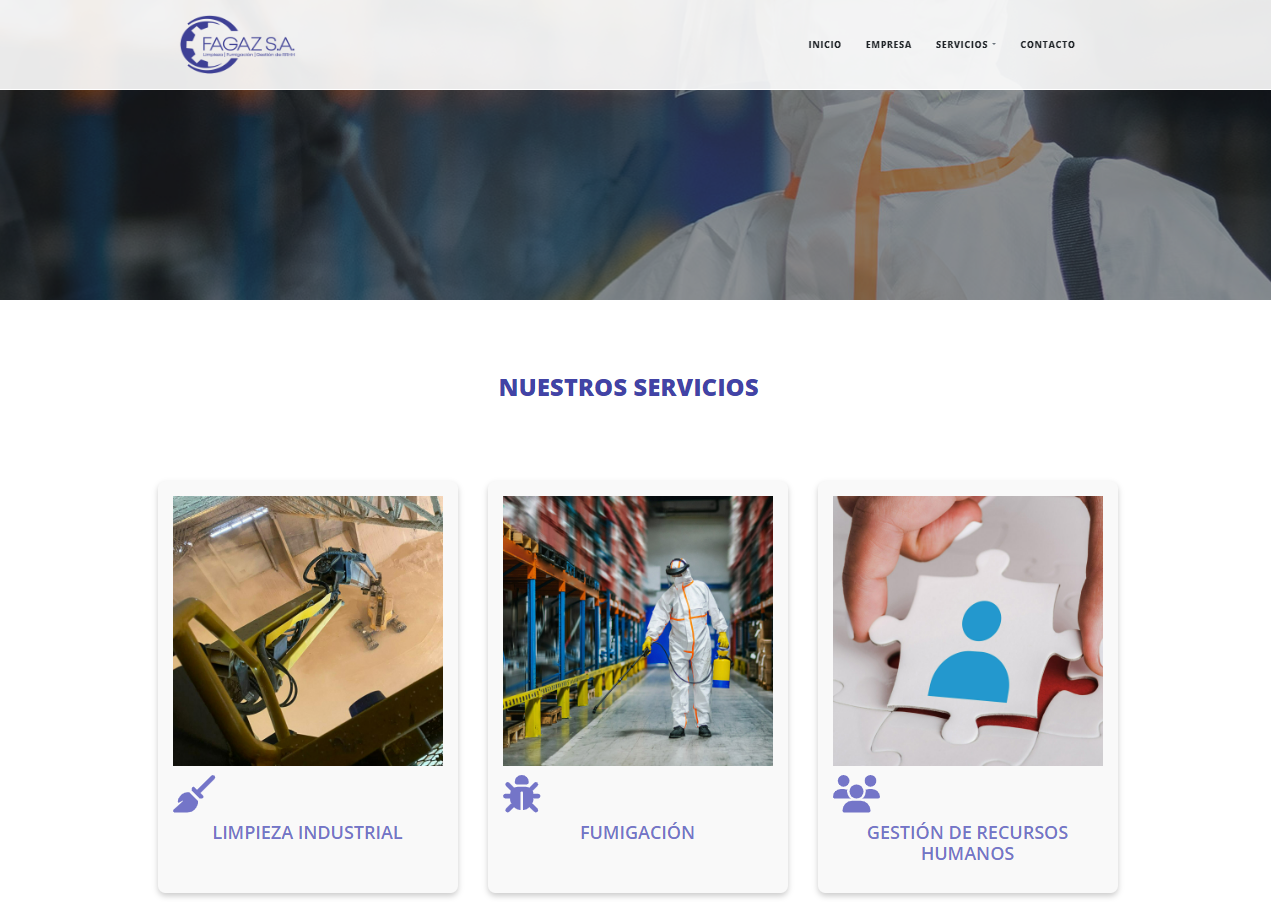 FAGAZ S.A.
Limpieza | Fumigación | Gestión de RRHH
INICIO EMPRESA SERVICIOS CONTACTO
NUESTROS SERVICIOS
LIMPIEZA INDUSTRIAL
FUMIGACIÓN
GESTIÓN DE RECURSOS
HUMANOS